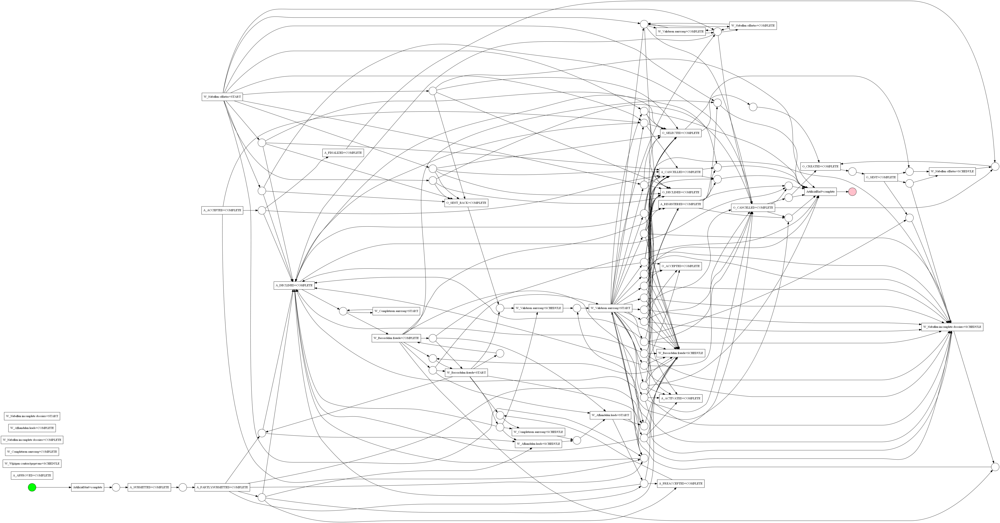 W_Nabellen offertes+COMPLETE
W_Valideren aanvraag+COMPLETE
W_Nabellen offertes+START
O_SELECTED+COMPLETE
A_FINALIZED+COMPLETE
O_CREATED+COMPLETE
A_CANCELLED+COMPLETE
W_Nabellen offertes+SCHEDULE
O_SENT+COMPLETE
O_DECLINED+COMPLETE
ArtificialEnd+complete
O_SENT_BACK+COMPLETE
A_REGISTERED+COMPLETE
O_CANCELLED+COMPLETE
A_ACCEPTED+COMPLETE
O_ACCEPTED+COMPLETE
A_DECLINED+COMPLETE
W_Completeren aanvraag+START
W_Valideren aanvraag+SCHEDULE
W_Valideren aanvraag+START
W_Nabellen incomplete dossiers+SCHEDULE
W_Beoordelen fraude+COMPLETE
W_Beoordelen fraude+SCHEDULE
W_Beoordelen fraude+START
A_ACTIVATED+COMPLETE
W_Afhandelen leads+START
W_Nabellen incomplete dossiers+START
W_Afhandelen leads+COMPLETE
W_Completeren aanvraag+SCHEDULE
W_Nabellen incomplete dossiers+COMPLETE
W_Afhandelen leads+SCHEDULE
W_Completeren aanvraag+COMPLETE
W_Wijzigen contractgegevens+SCHEDULE
A_APPROVED+COMPLETE
A_PREACCEPTED+COMPLETE
ArtificialStart+complete
A_SUBMITTED+COMPLETE
A_PARTLYSUBMITTED+COMPLETE